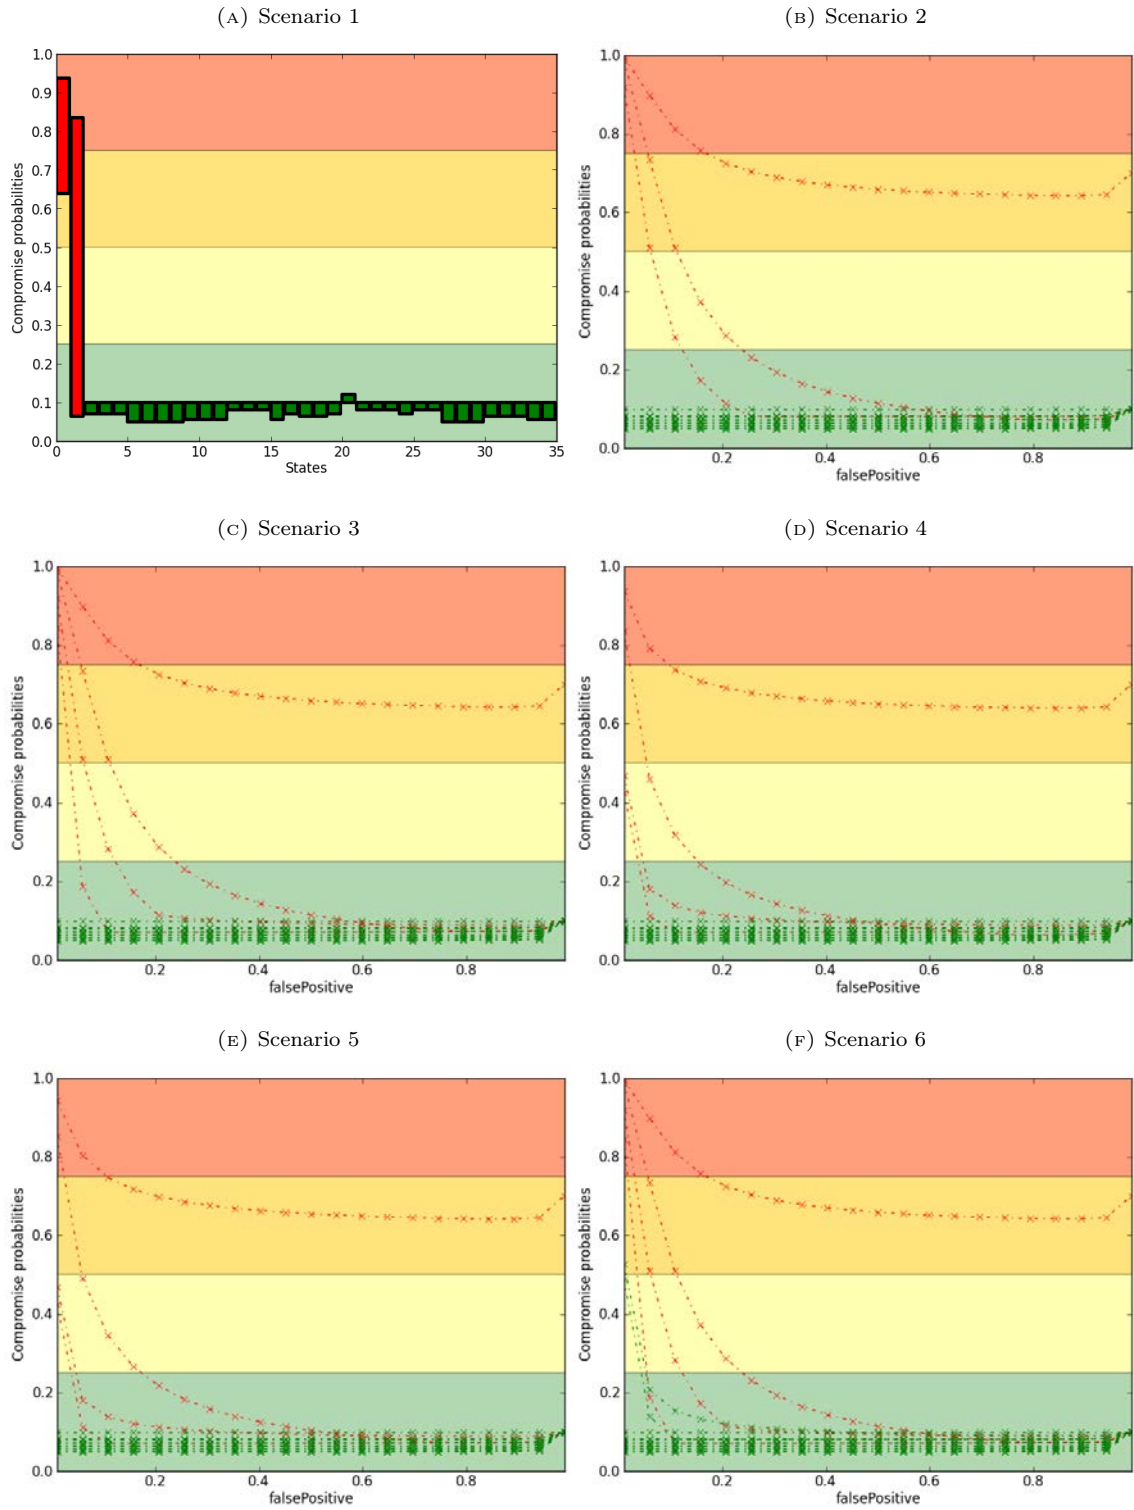 (A) Scenario 1
(B) Scenario 2
1.0
0.9
0.8
0.7
0.6
0.5
0.4
0.3
0.2
0.1
0.0
Compromise probabilities
0 5 10 15 20 25 30 35
States
1.0
0.8
0.6
0.4
0.2
0.0
Compromise probabilities
0.2 0.4 0.6 0.8
falsePositive
(C) Scenario 3
(D) Scenario 4
1.0
0.8
0.6
0.4
0.2
0.0
Compromise probabilities
0.2 0.4 0.6 0.8
falsePositive
1.0
0.8
0.6
0.4
0.2
0.0
Compromise probabilities
0.2 0.4 0.6 0.8
falsePositive
(E) Scenario 5
(F) Scenario 6
1.0
0.8
0.6
0.4
0.2
0.0
Compromise probabilities
0.2 0.4 0.6 0.8
falsePositive
1.0
0.8
0.6
0.4
0.2
0.0
Compromise probabilities
0.2 0.4 0.6 0.8
falsePositive